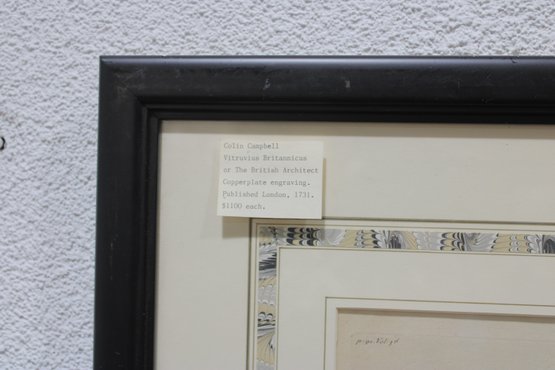 Colin Campbell
Vitruvius Britannicus
or The British Architect
Copperplate engraving.
Published London, 1731.
$1100 each.